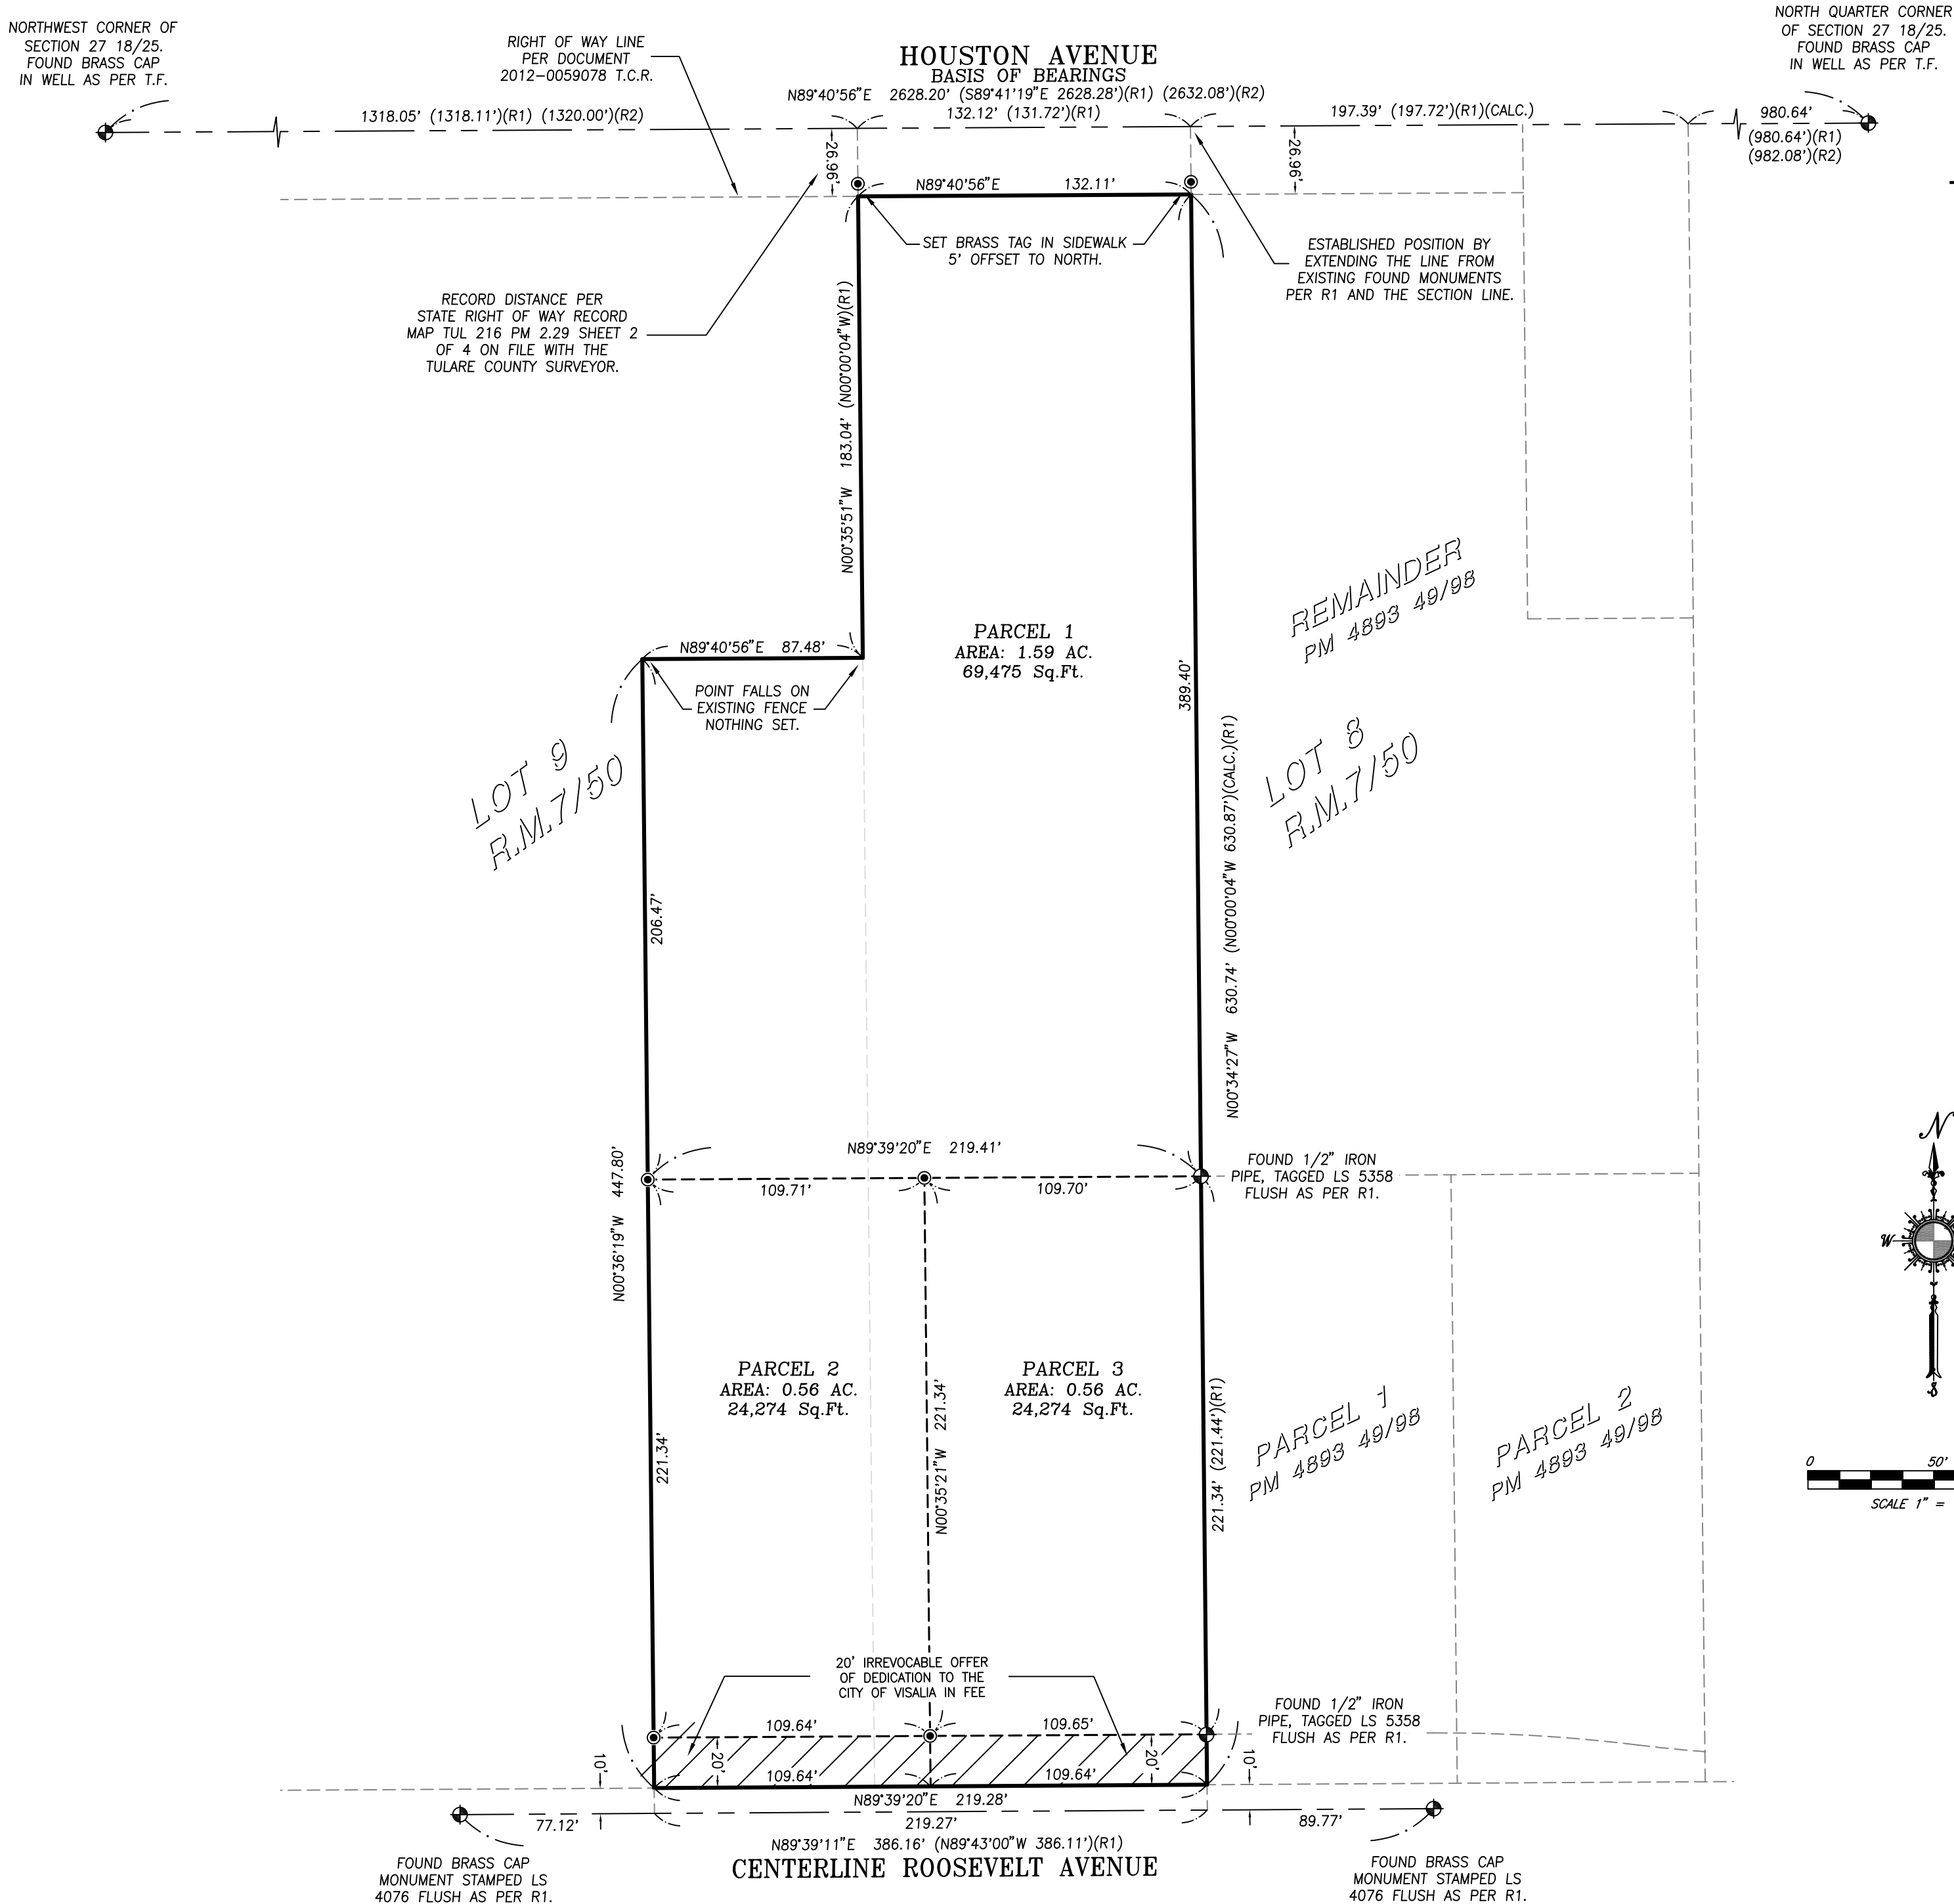 NORTHWEST CORNER OF
SECTION 27 18/25.
FOUND BRASS CAP
IN WELL AS PER T.F.
RIGHT OF WAY LINE
PER DOCUMENT
2012-0059078 T.C.R.
HOUSTON AVENUE
BASIS OF BEARINGS
N89°40'56"E 2628.20' (S89°41'19"E 2628.28')(R1) (2632.08')(R2)
NORTH QUARTER CORNER
OF SECTION 27 18/25.
FOUND BRASS CAP
IN WELL AS PER T.F.
1318.05' (1318.11')(R1) (1320.00')(R2)
132.12' (131.72')(R1)
197.39' (197.72')(R1)(CALC.)
980.64'
(980.64')(R1)
(982.08')(R2)
26.96'
26.96'
N89°40'56"E 132.11'
SET BRASS TAG IN SIDEWALK
5' OFFSET TO NORTH.
ESTABLISHED POSITION BY
EXTENDING THE LINE FROM
EXISTING FOUND MONUMENTS
PER R1 AND THE SECTION LINE.
RECORD DISTANCE PER
STATE RIGHT OF WAY RECORD
MAP TUL 216 PM 2.29 SHEET 2
OF 4 ON FILE WITH THE
TULARE COUNTY SURVEYOR.
N00°35'51"W 183.04' (N00°00'04"W)(R1)
REMAINDER
PM 4893 49/98
PARCEL 1
AREA: 1.59 AC.
69,475 Sq.Ft.
N89°40'56"E 87.48'
POINT FALLS ON
EXISTING FENCE
NOTHING SET.
389.40'
LOT 9
R.M.7/50
LOT 8
R.M.7/50
N00°34'27"W 630.74' (N00°00'04"W 630.87')(CALC.)(R1)
206.47'
N89°39'20"E 219.41'
109.71'
109.70'
FOUND 1/2" IRON
PIPE, TAGGED LS 5358
FLUSH AS PER R1.
N00°36'19"W 447.80'
N
W
S
PARCEL 2
AREA: 0.56 AC.
24,274 Sq.Ft.
PARCEL 3
AREA: 0.56 AC.
24,274 Sq.Ft.
221.34'
N00°35'21"W 221.34'
221.34' (221.44')(R1)
PARCEL 1
PM 4893 49/98
PARCEL 2
PM 4893 49/98
0 50'
SCALE 1" =
20' IRREVOCABLE OFFER
OF DEDICATION TO THE
CITY OF VISALIA IN FEE
FOUND 1/2" IRON
PIPE, TAGGED LS 5358
FLUSH AS PER R1.
109.64'
109.65'
10'
20'
20'
10'
109.64'
109.64'
N89°39'20"E 219.28'
77.12'
219.27'
89.77'
N89°39'11"E 386.16' (N89°43'00"W 386.11')(R1)
CENTERLINE ROOSEVELT AVENUE
FOUND BRASS CAP
MONUMENT STAMPED LS
4076 FLUSH AS PER R1.
FOUND BRASS CAP
MONUMENT STAMPED LS
4076 FLUSH AS PER R1.